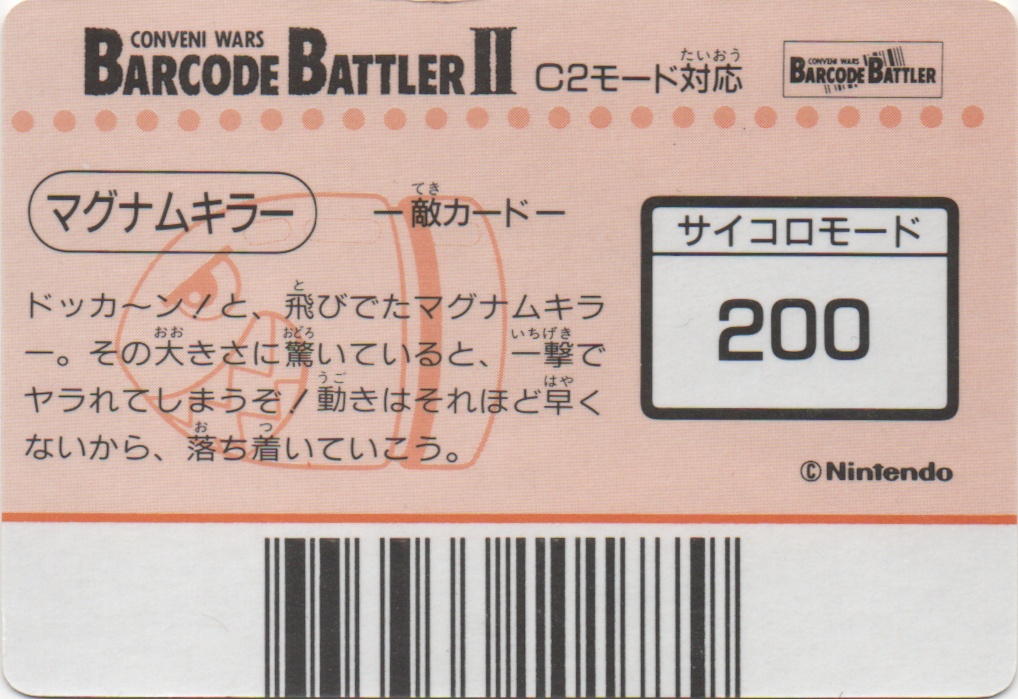 CONVENI WARS
BARCODE BATTLER II C2モード対応
たいおう
CONVENI WARS
BARCODE BATTLER
マグナムキラー
てき
ー敵カードー
サイコロモード
200
と
ドッカ〜ン!と、飛びでたマグナムキラ
おお おどろ いちげき
ー。その大きさに驚いていると、一撃で
うご はや
ヤラれてしまうぞ!動きはそれほど早く
お つ
ないから、落ち着いていこう。
©Nintendo